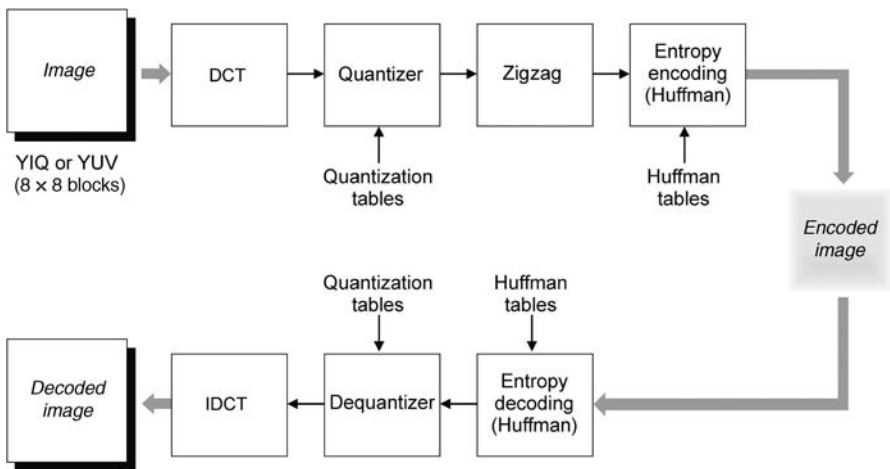 Image
DCT
Quantizer
Zigzag
Entropy
encoding
(Huffman)
YIQ or YUV
(8 × 8 blocks)
Quantization
tables
Huffman
tables
Encoded
image
Quantization
tables
Huffman
tables
Decoded
image
IDCT
Dequantizer
Entropy
decoding
(Huffman)